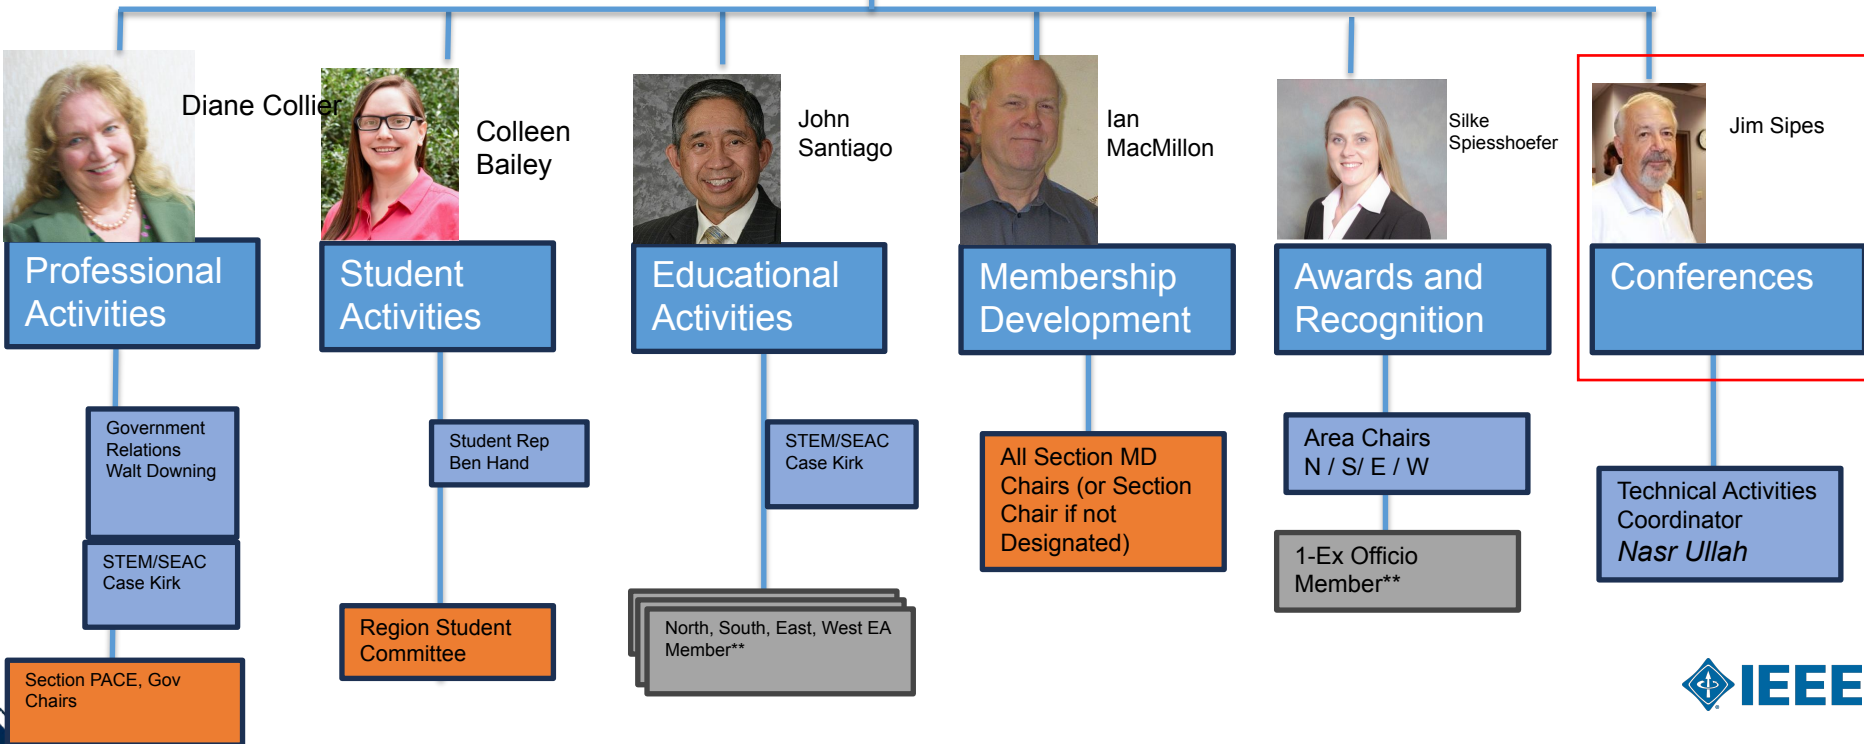 Diane Collier
Colleen
Bailey
John
Santiago
Ian
MacMillon
Silke
Spiesshoefer
Jim Sipes
Professional
Activities
Student
Activities
Educational
Activities
Membership
Development
Awards and
Recognition
Conferences
Government
Relations
Walt Downing
STEM/SEAC
Case Kirk
Section PACE, Gov
Chairs
Student Rep
Ben Hand
Region Student
Committee
STEM/SEAC
Case Kirk
North, South, East, West EA
Member**
All Section MD
Chairs (or Section
Chair if not
Designated)
Area Chairs
N / S/ E / W
1-Ex Officio
Member**
Technical Activities
Coordinator
Nasr Ullah
IEEE